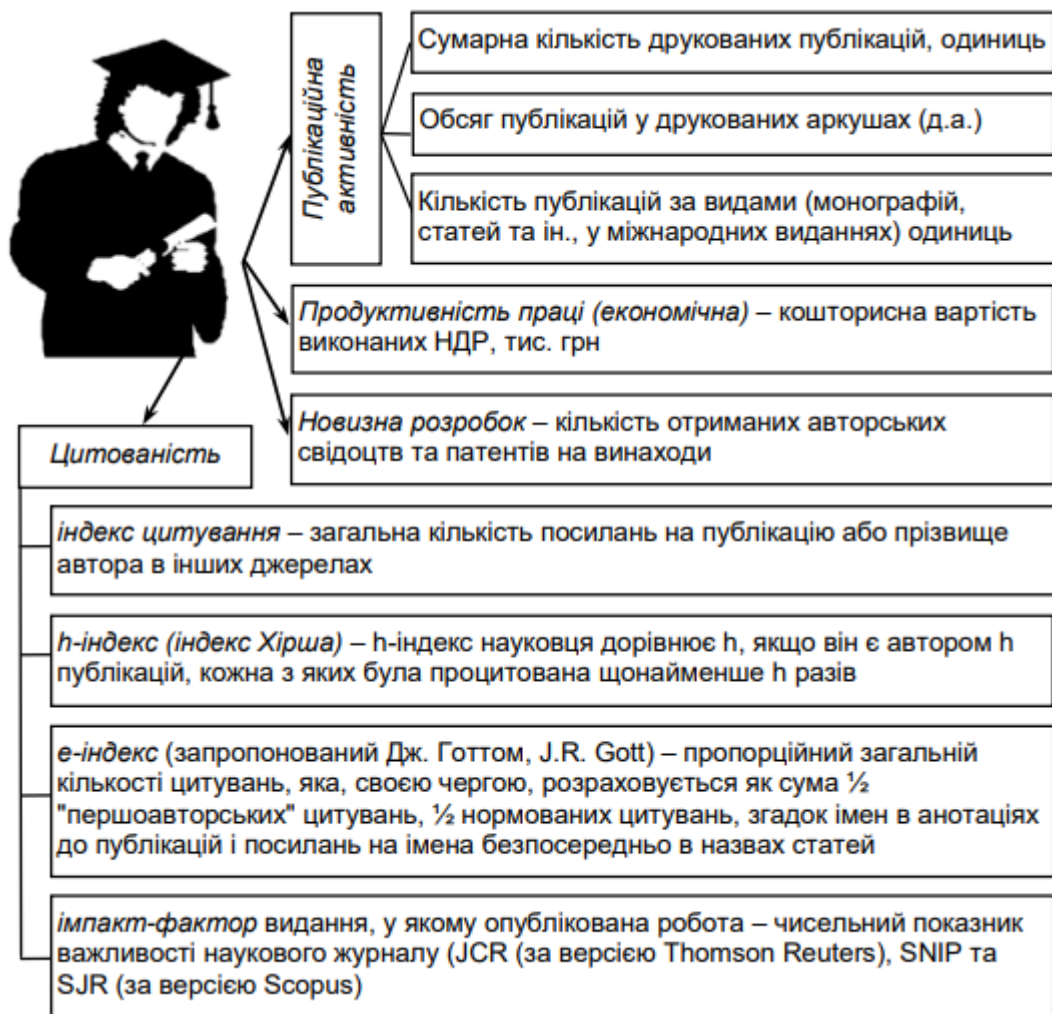 Публікаційна
активність
Сумарна кількість друкованих публікацій, одиниць
Обсяг публікацій у друкованих аркушах (д.а.)
Кількість публікацій за видами (монографій,
статей та ін., у міжнародних виданнях) одиниць
Продуктивність праці (економічна) – кошторисна вартість
виконаних НДР, тис. грн
Новизна розробок – кількість отриманих авторських
свідоцтв та патентів на винаходи
Цитованість
індекс цитування – загальна кількість посилань на публікацію або прізвище
автора в інших джерелах
h-індекс (індекс Хірша) – h-індекс науковця дорівнює h, якщо він є автором h
публікацій, кожна з яких була процитована щонайменше h разів
e-індекс (запропонований Дж. Готтом, J.R. Gott) – пропорційний загальній
кількості цитувань, яка, своєю чергою, розраховується як сума ½
"першоавторських" цитувань, ½ нормованих цитувань, згадок імен в анотаціях
до публікацій і посилань на імена безпосередньо в назвах статей
імпакт-фактор видання, у якому опублікована робота – чисельний показник
важливості наукового журналу (JCR (за версією Thomson Reuters), SNIP та
SJR (за версією Scopus)